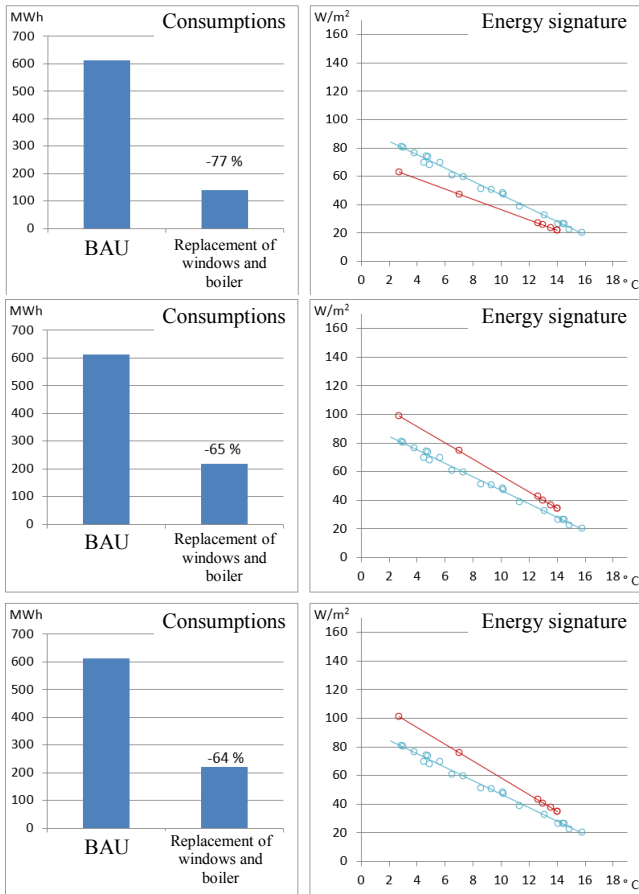 MWh
Consumptions
700
600
500
400
300
200
100
0
-77 %
BAU
Replacement of
windows and
boiler
W/m²
Energy signature
160
140
120
100
80
60
40
20
0
0 2 4 6 8 10 12 14 16 18 °C
MWh
Consumptions
700
600
500
400
300
200
100
0
-65 %
BAU
Replacement of
windows and
boiler
W/m²
Energy signature
160
140
120
100
80
60
40
20
0
0 2 4 6 8 10 12 14 16 18 °C
MWh
Consumptions
700
600
500
400
300
200
100
0
-64 %
BAU
Replacement of
windows and
boiler
W/m²
Energy signature
160
140
120
100
80
60
40
20
0
0 2 4 6 8 10 12 14 16 18 °C